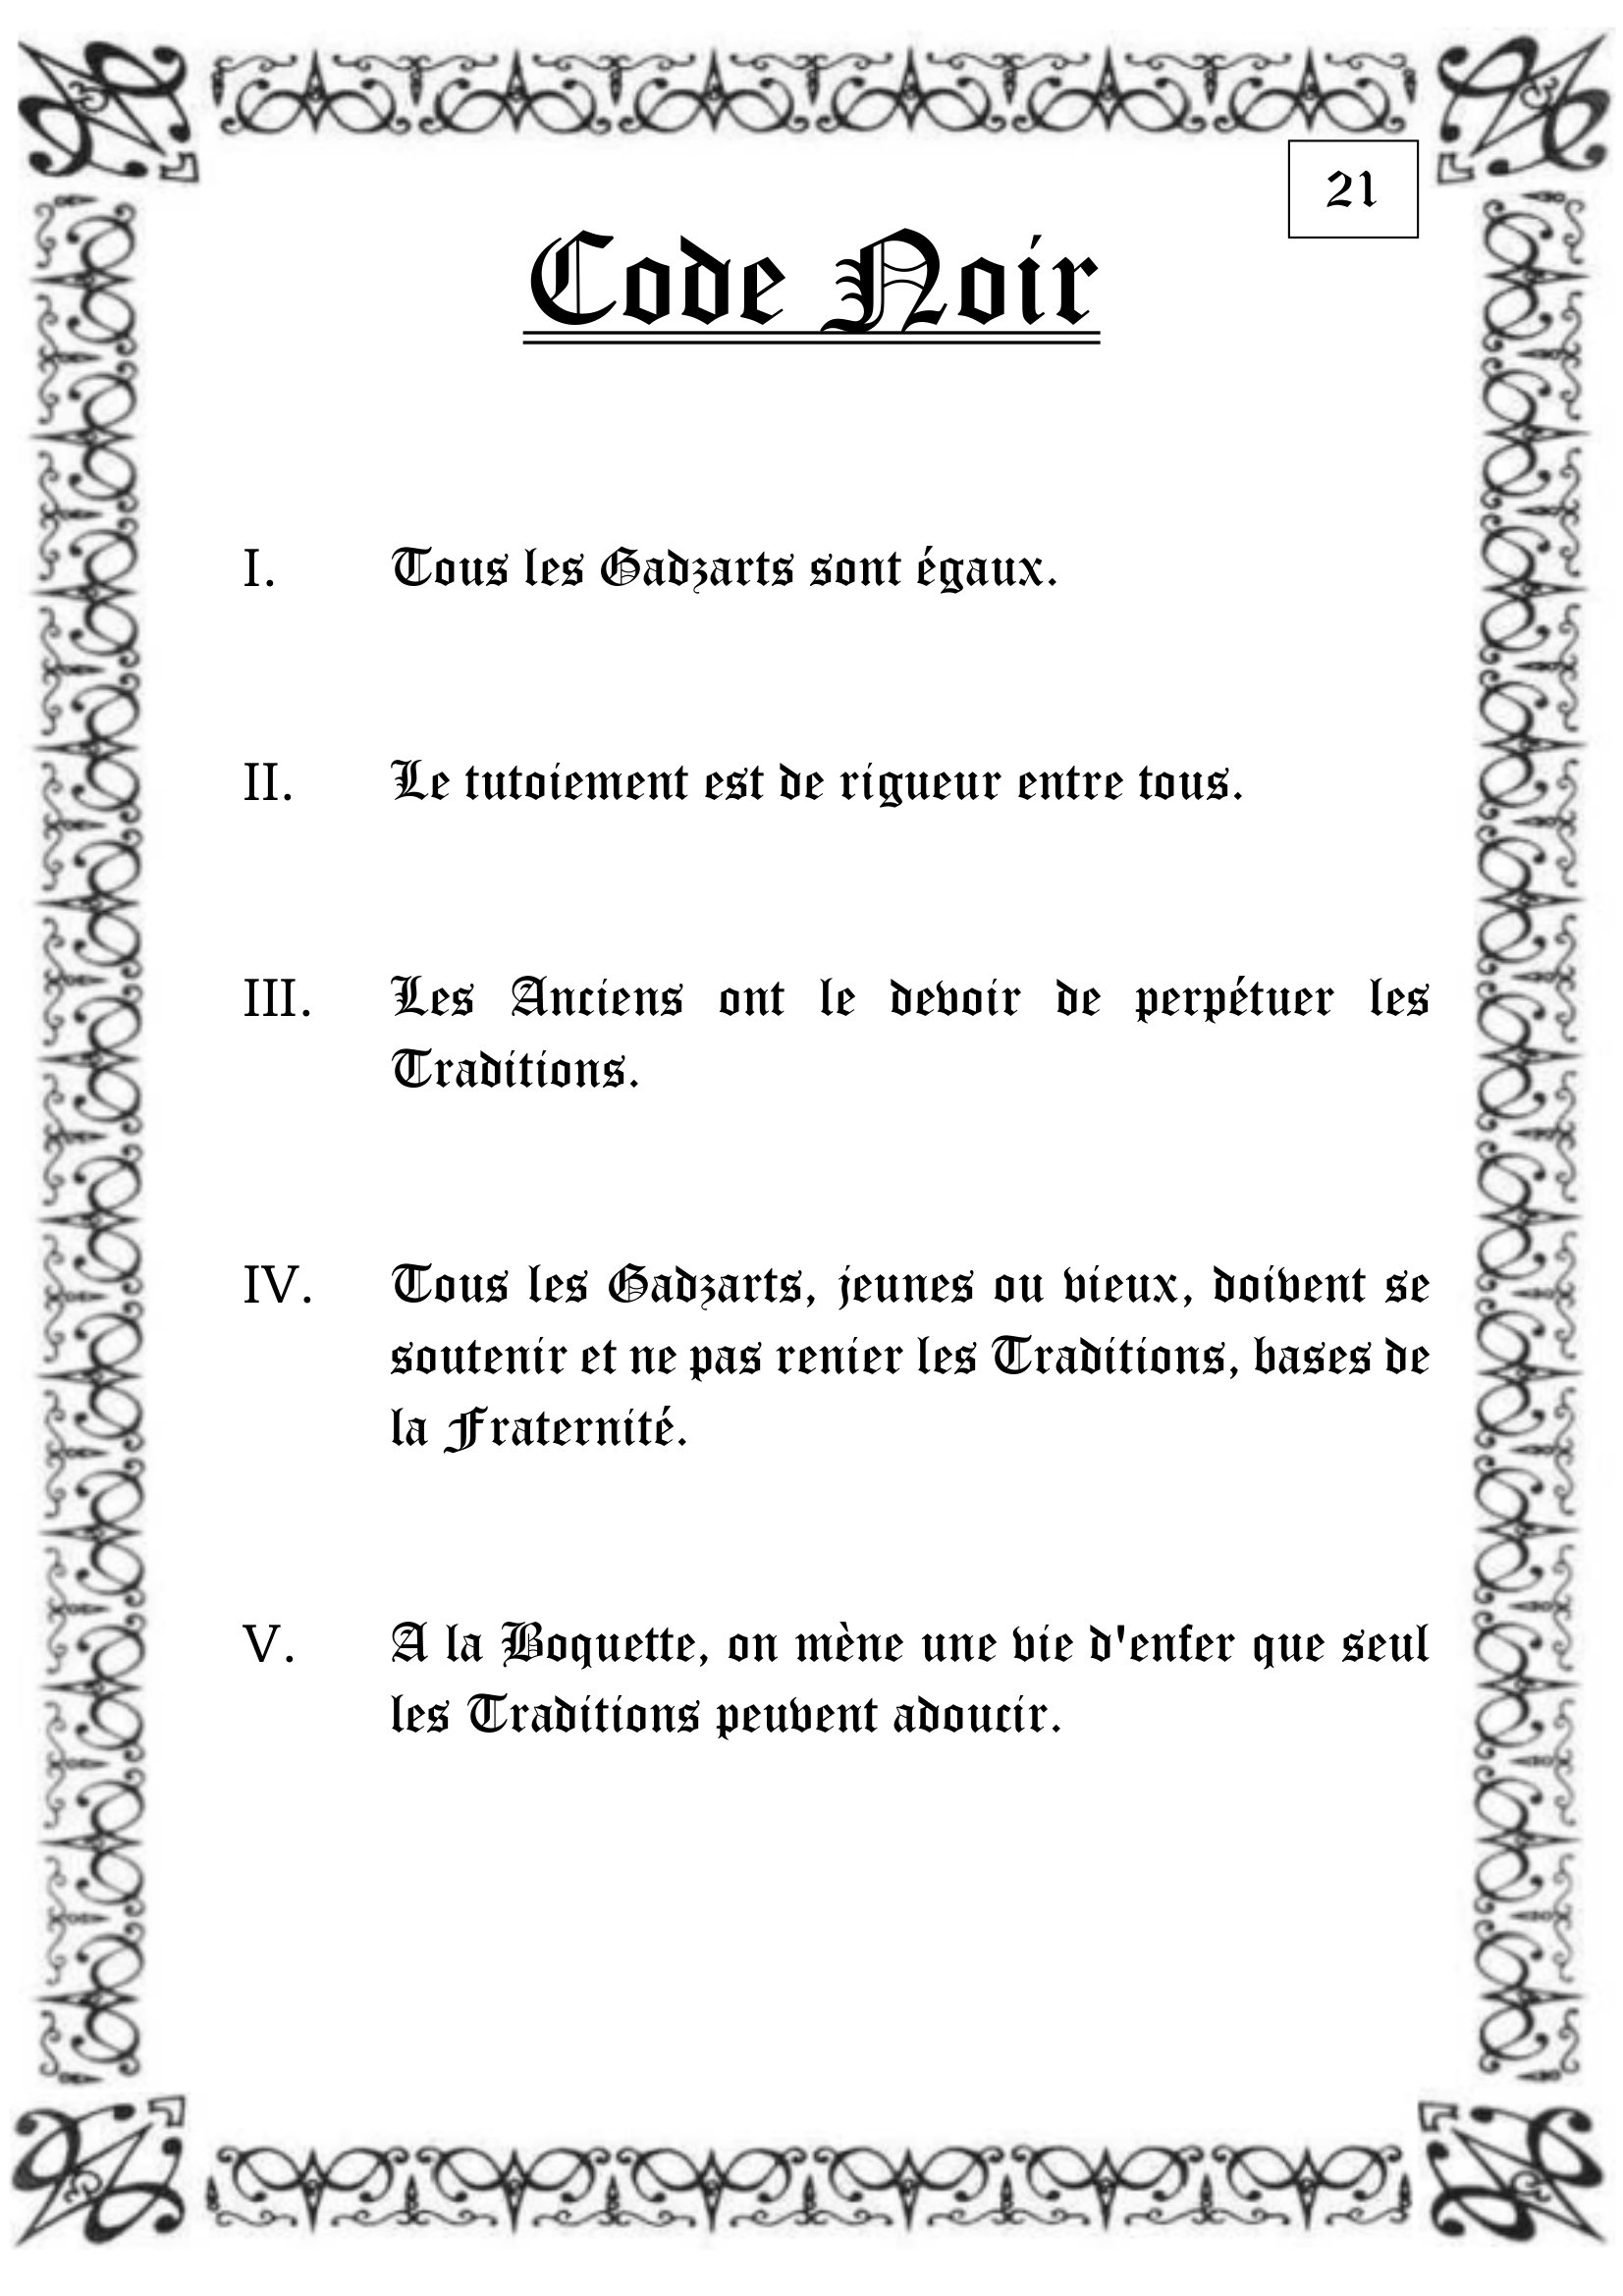 21
Code Noir
I. Tous les Gadzarts sont égaux.
II. Le tutoiement est de rigueur entre tous.
III. Les Anciens ont le devoir de perpétuer les
Traditions.
IV. Tous les Gadzarts, jeunes ou vieux, doivent se
soutenir et ne pas renier les Traditions, bases de
la Fraternité.
V. A la Boquette, on mène une vie d'enfer que seul
les Traditions peuvent adoucir.